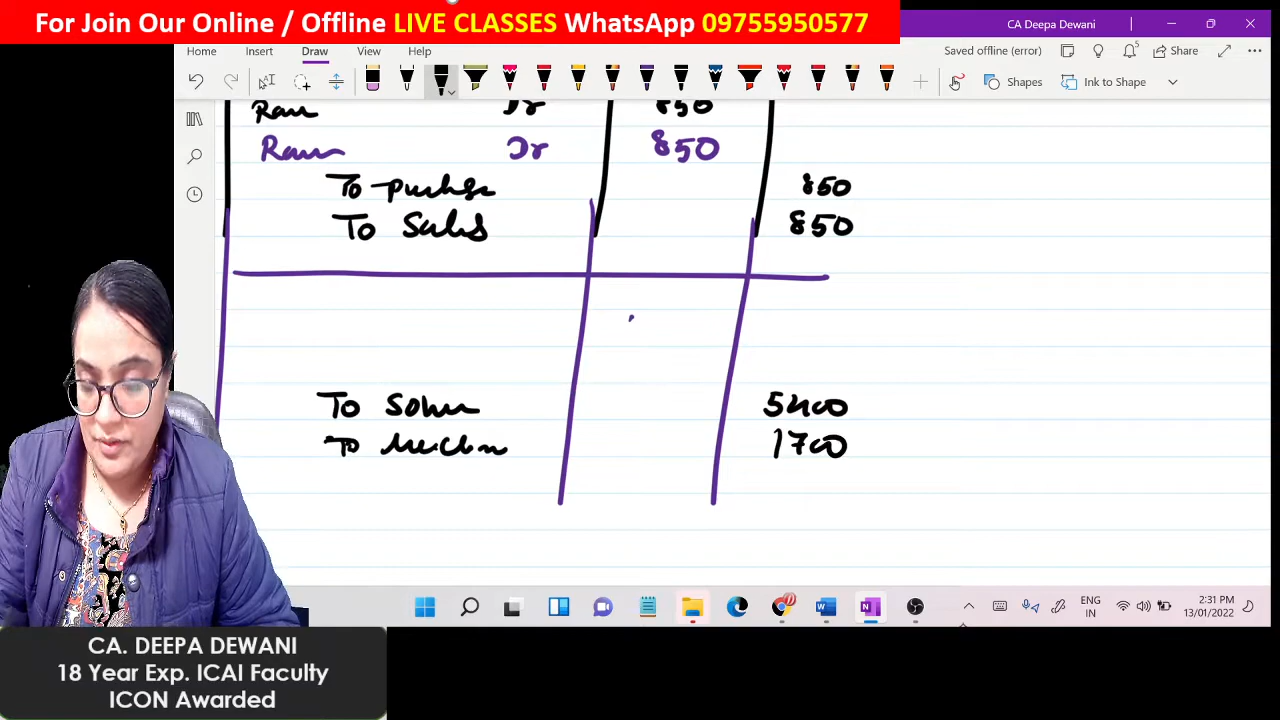 For Join Our Online / Offline LIVE CLASSES WhatsApp 09755950577
CA Deepa Dewani
Home Insert Draw View Help
Saved offline (error) 5 Share
Shapes Ink to Shape
Ram Dr 850
Ram Dr 850
To purchase 850
To Sales 850
To 5400
To 1700
ENG
IN
2:31 PM
13/01/2022
CA. DEEPA DEWANI
18 Year Exp. ICAI Faculty
ICON Awarded